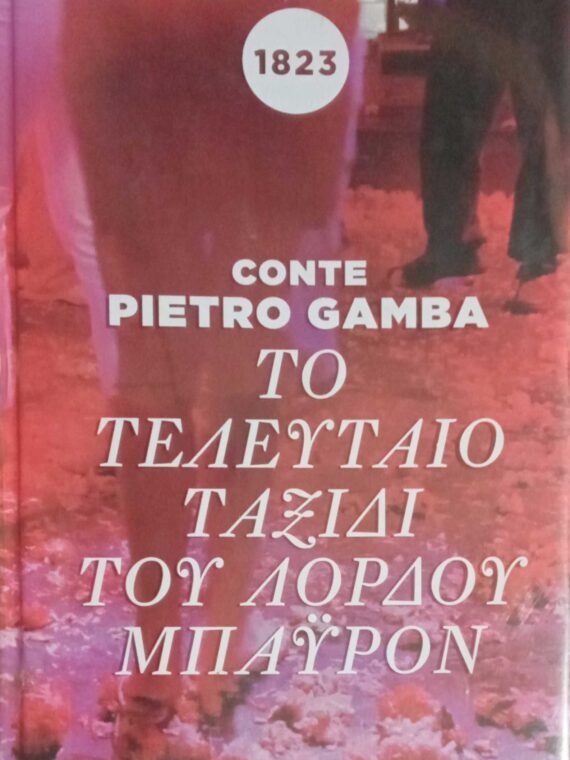 1823
CONTE
PIETRO GAMBA
ΤΟ
ΤΕΛΕΥΤΑΙΟ
ΤΑΞΙΔΙ
ΤΟΥ ΛΟΡΔΟΥ
ΜΠΑΫΡΟΝ